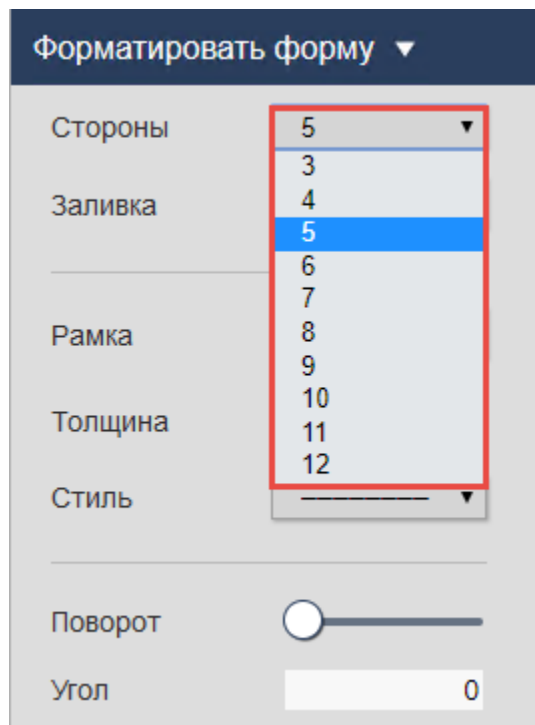 Форматировать форму ▼
Стороны 5 ▼
3
Заливка 4
5
6
7
Рамка 8
9
10
Толщина 11
12
Стиль ▼
Поворот
Угол 0